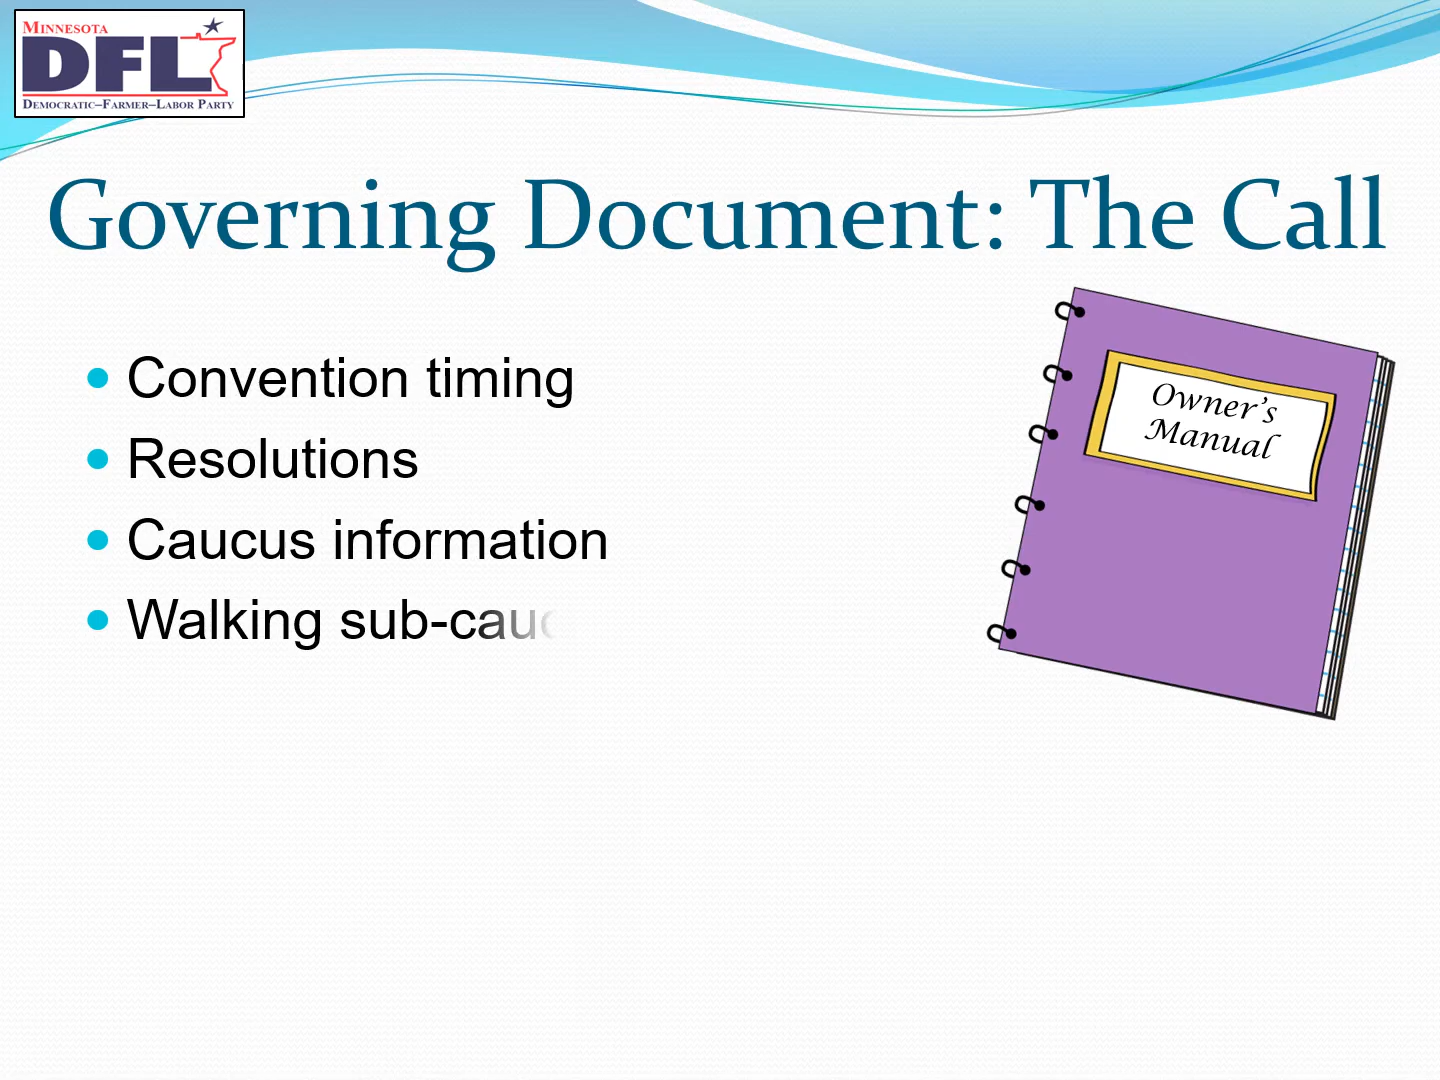 MINNESOTA
DFL
DEMOCRATIC–FARMER–LABOR PARTY
Governing Document: The Call
• Convention timing
• Resolutions
• Caucus information
• Walking sub-cauc
Owner's
Manual